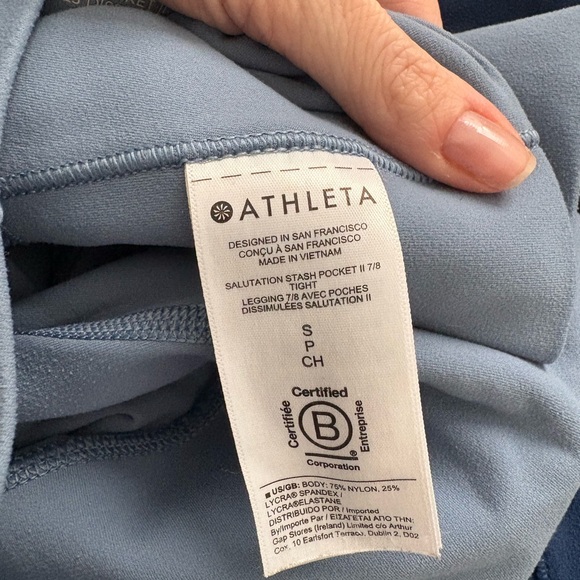 ATHLETA
DESIGNED IN SAN FRANCISCO
CONÇU À SAN FRANCISCO
MADE IN VIETNAM
SALUTATION STASH POCKET II 7/8
TIGHT
LEGGING 7/8 AVEC POCHES
DISSIMULÉES SALUTATION II
S
P
CH
Certified
Certifiée
B
Entreprise
®
Corporation
US/GB: BODY: 75% NYLON, 25%
LYCRA® SPANDEX /
LYCRA®ELASTANE
DISTRIBUIDO POR / Imported
By/Importe Par / ΕΙΣΑΓΕΤΑΙ ΑΠΟ ΤΗΝ:
Gap Stores (Ireland) Limited c/o Arthur
Cox, 10 Earlsfort Terrace, Dublin 2, D02